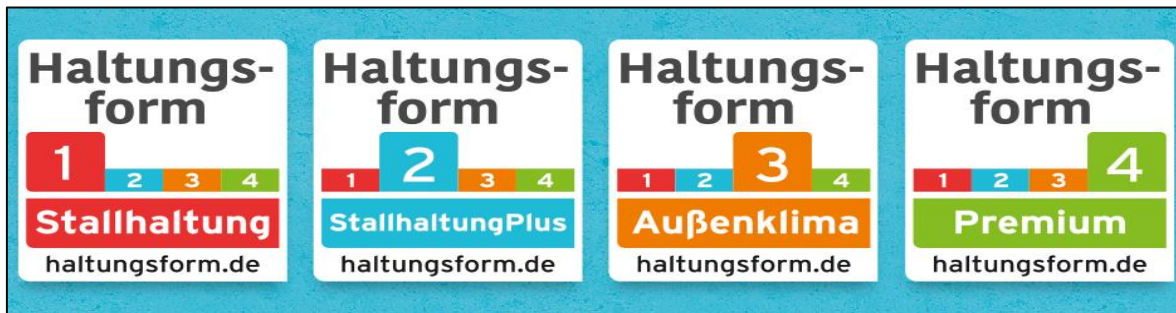 Haltungs-
form
1 2 3 4
Stallhaltung
haltungsform.de
Haltungs-
form
1 2 3 4
StallhaltungPlus
haltungsform.de
Haltungs-
form
1 2 3 4
Außenklima
haltungsform.de
Haltungs-
form
1 2 3 4
Premium
haltungsform.de